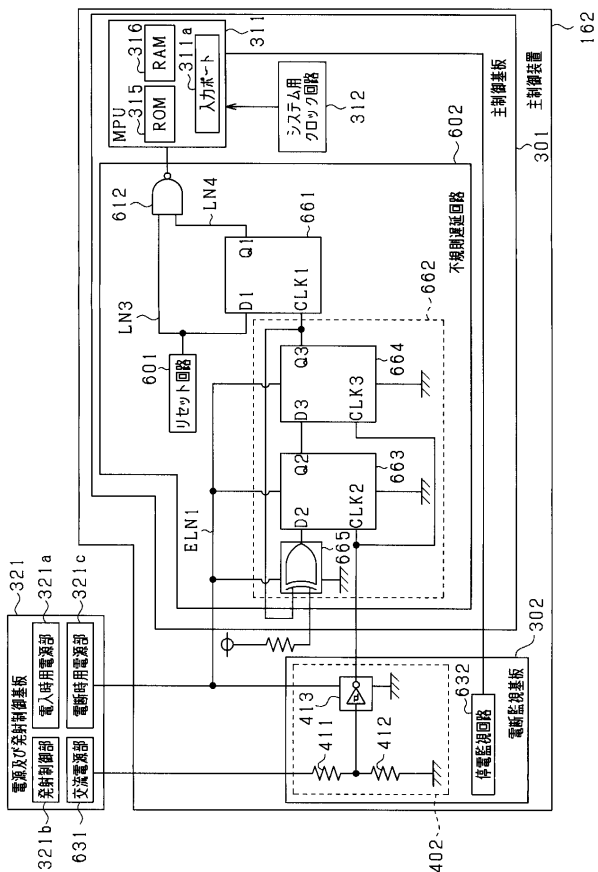 162
主制御装置
301
主制御基板
311
316
RAM
311a
入力ポート
MPU
315
ROM
システム用
クロック回路
312
602
不規則遅延回路
612
LN4
661
Q1
D1
CLK1
LN3
601
リセット回路
662
Q3
664
D3
CLK3
Q2
663
D2
CLK2
665
ELN1
321
電源及び発射制御基板
321a
電入時用電源部
321c
電断時用電源部
発射制御部
321b
交流電源部
631
302
電断監視基板
632
停電監視回路
413
411
412
402